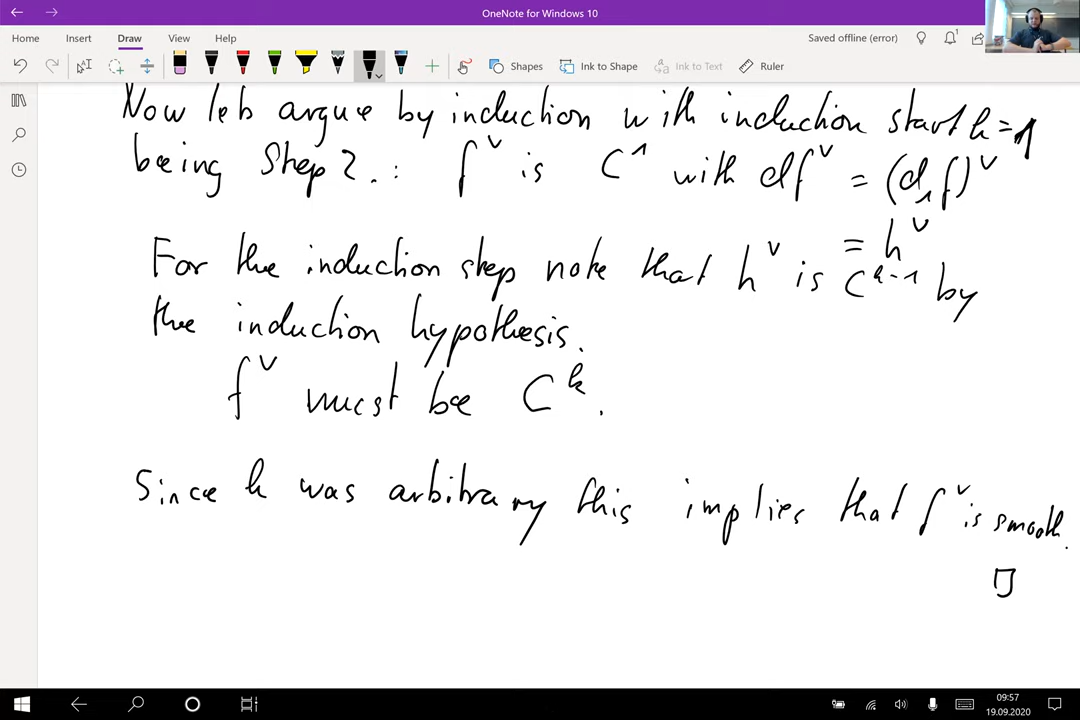 OneNote for Windows 10
Home Insert Draw View Help Saved offline (error)
Shapes Ink to Shape Ink to Text Ruler
Now lets argue by induction with induction start k = 1
being Step 2.: f^∨ is C^1 with df^∨ = (d_1 f)^∨
= h^∨
For the induction step note that h^∨ is C^{k-1} by
the induction hypothesis.
f^∨ must be C^k.
Since k was arbitrary this implies that f^∨ is smooth.
□
09:57
19.09.2020